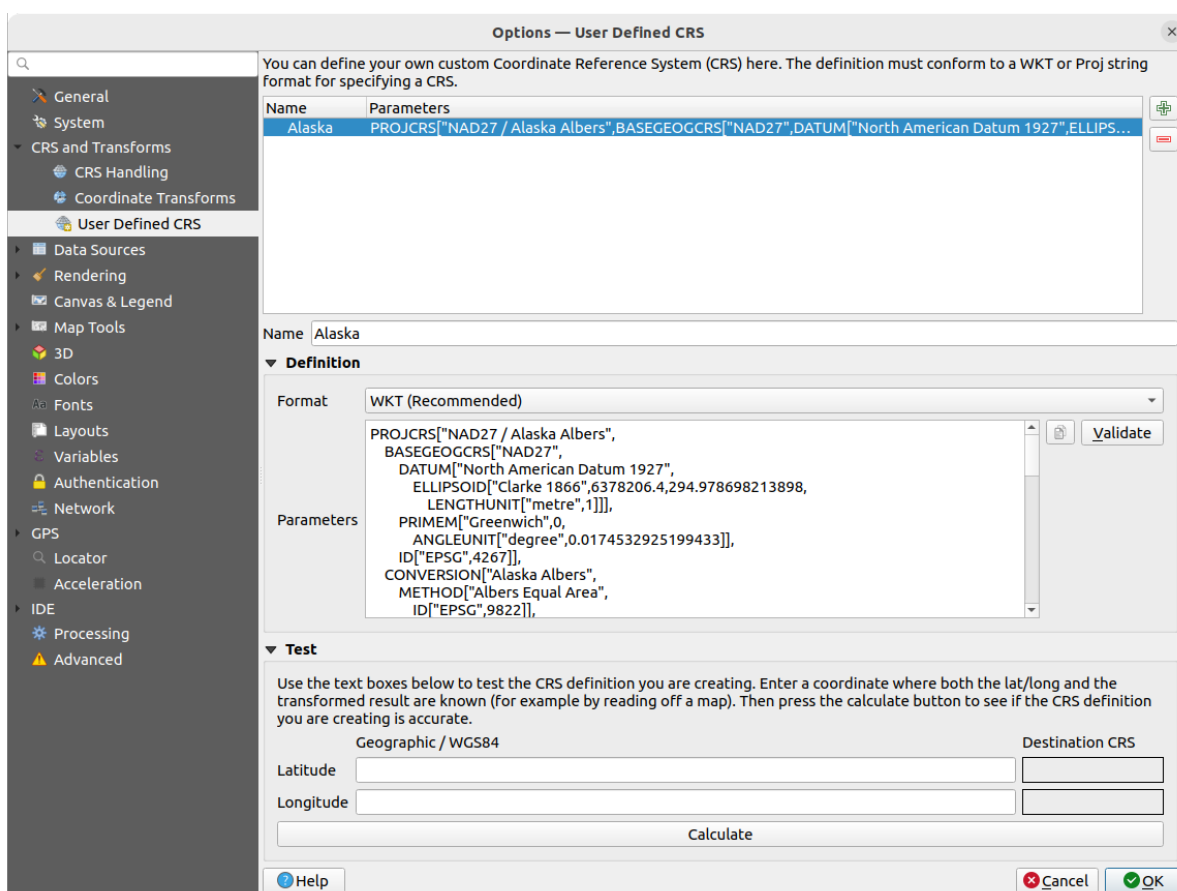 Options — User Defined CRS
General
System
CRS and Transforms
CRS Handling
Coordinate Transforms
User Defined CRS
Data Sources
Rendering
Canvas & Legend
Map Tools
3D
Colors
Fonts
Layouts
Variables
Authentication
Network
GPS
Locator
Acceleration
IDE
Processing
Advanced
You can define your own custom Coordinate Reference System (CRS) here. The definition must conform to a WKT or Proj string
format for specifying a CRS.
Name Parameters
Alaska PROJCRS["NAD27 / Alaska Albers",BASEGEOGCRS["NAD27",DATUM["North American Datum 1927",ELLIPS...
Name Alaska
Definition
Format WKT (Recommended)
PROJCRS["NAD27 / Alaska Albers",
BASEGEOGCRS["NAD27",
DATUM["North American Datum 1927",
ELLIPSOID["Clarke 1866",6378206.4,294.978698213898,
LENGTHUNIT["metre",1]]],
PRIMEM["Greenwich",0,
ANGLEUNIT["degree",0.0174532925199433]],
ID["EPSG",4267]],
CONVERSION["Alaska Albers",
METHOD["Albers Equal Area",
ID["EPSG",9822]],
Parameters
Validate
Test
Use the text boxes below to test the CRS definition you are creating. Enter a coordinate where both the lat/long and the
transformed result are known (for example by reading off a map). Then press the calculate button to see if the CRS definition
you are creating is accurate.
Geographic / WGS84 Destination CRS
Latitude
Longitude
Calculate
Help Cancel OK